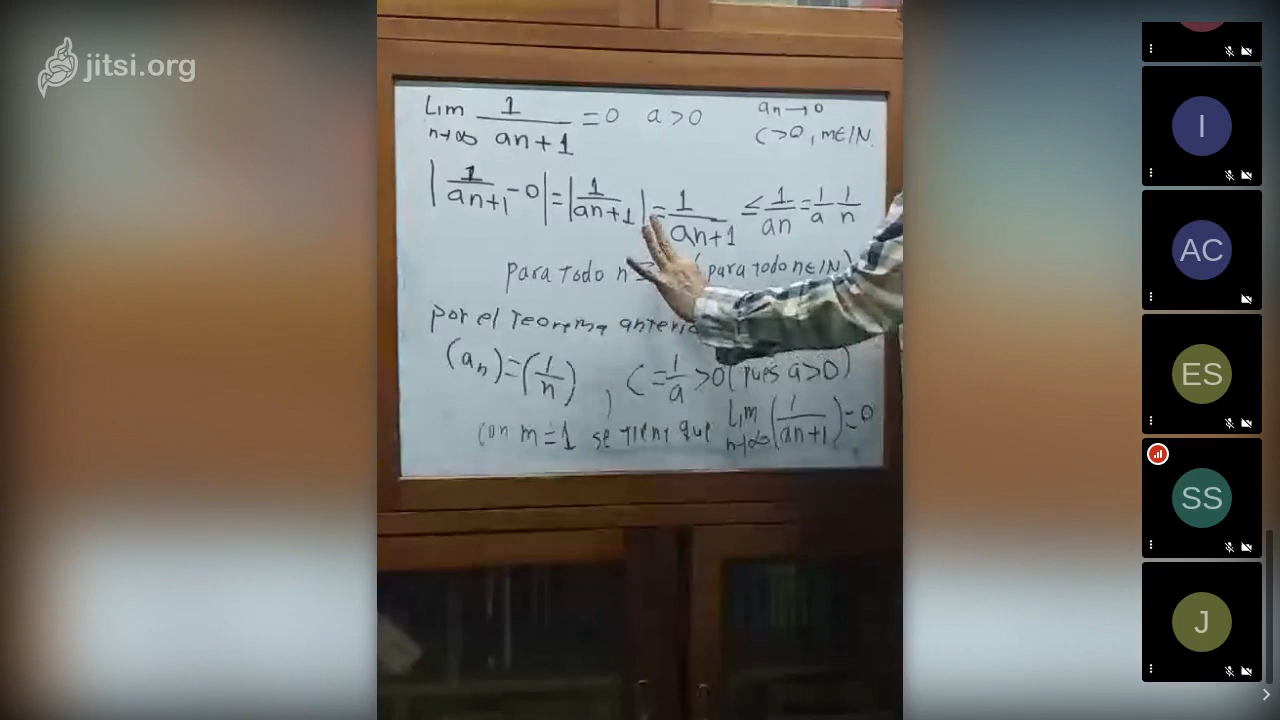 jitsi.org
Lim n→∞ 1/(an+1) = 0 a > 0
an → 0
C > 0, m∈ℕ.
|1/(an+1) - 0| = |1/(an+1)| = 1/(an+1) ≤ 1/(an) = 1/a 1/n
para todo n ≥ (para todo n∈ℕ)
por el Teorema
(an) = (1/n), C = 1/a > 0 (pues a > 0)
con m = 1 se tiene que Lim n→∞ (1/(an+1)) = 0
I
AC
ES
SS
J